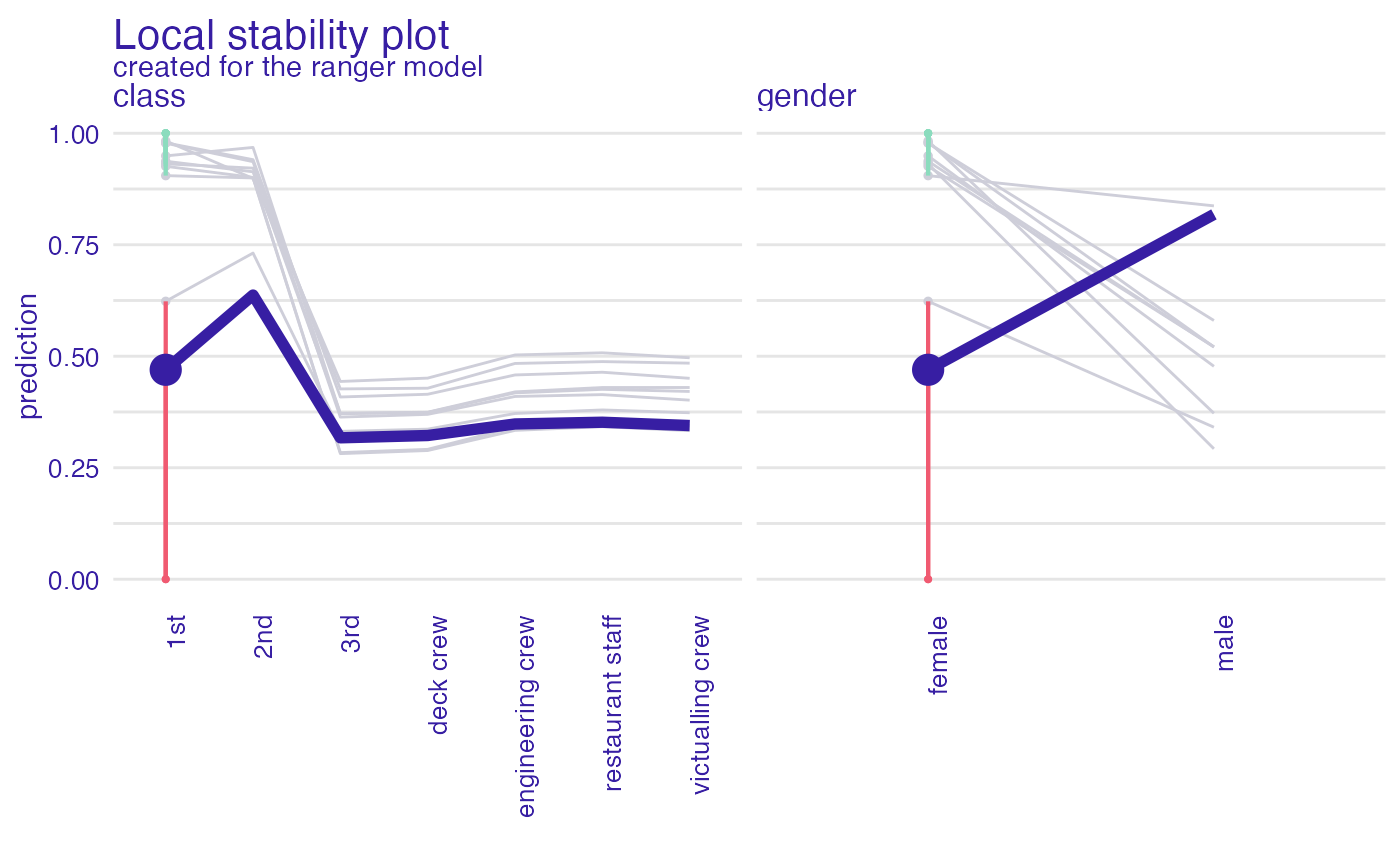 Local stability plot
created for the ranger model
class
gender
prediction
1.00
0.75
0.50
0.25
0.00
1st
2nd
3rd
deck crew
engineering crew
restaurant staff
victualling crew
female
male